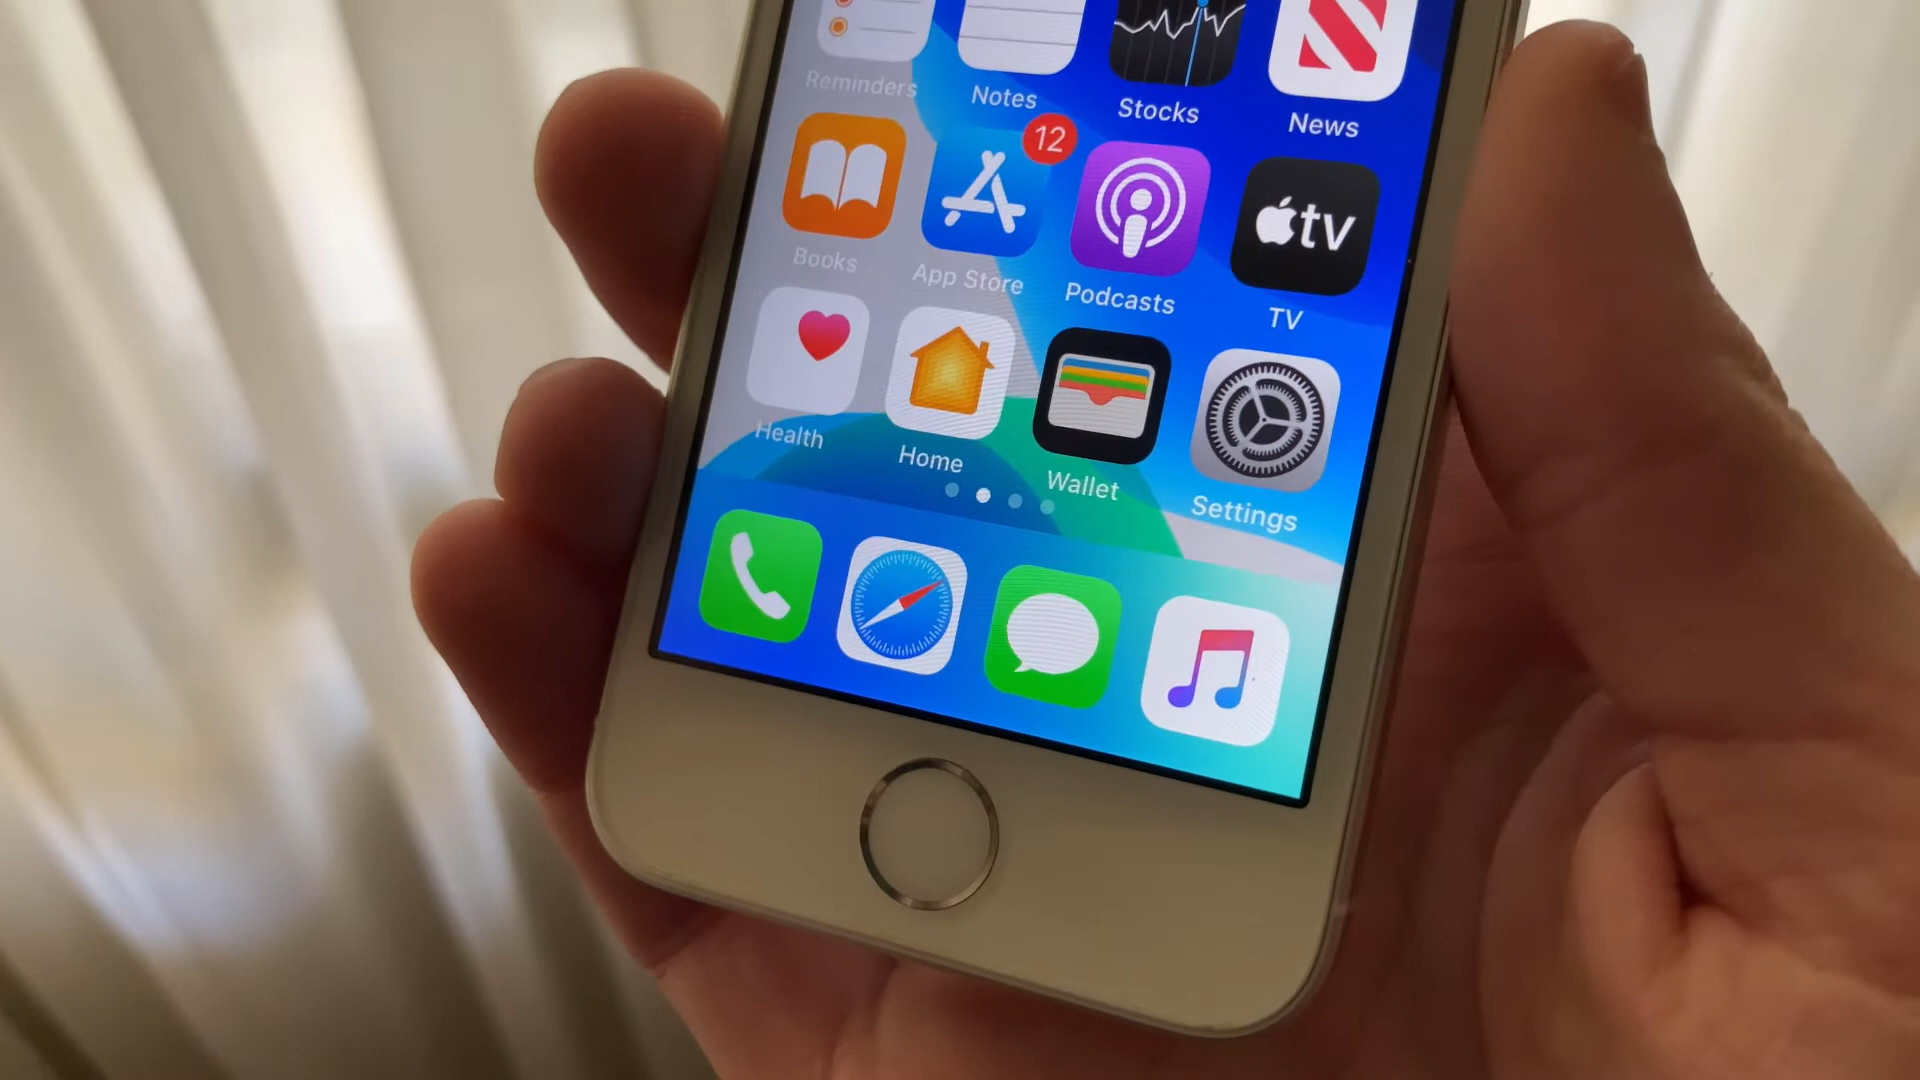 Reminders Notes Stocks News
12
Books App Store Podcasts TV
tv
Health Home Wallet Settings